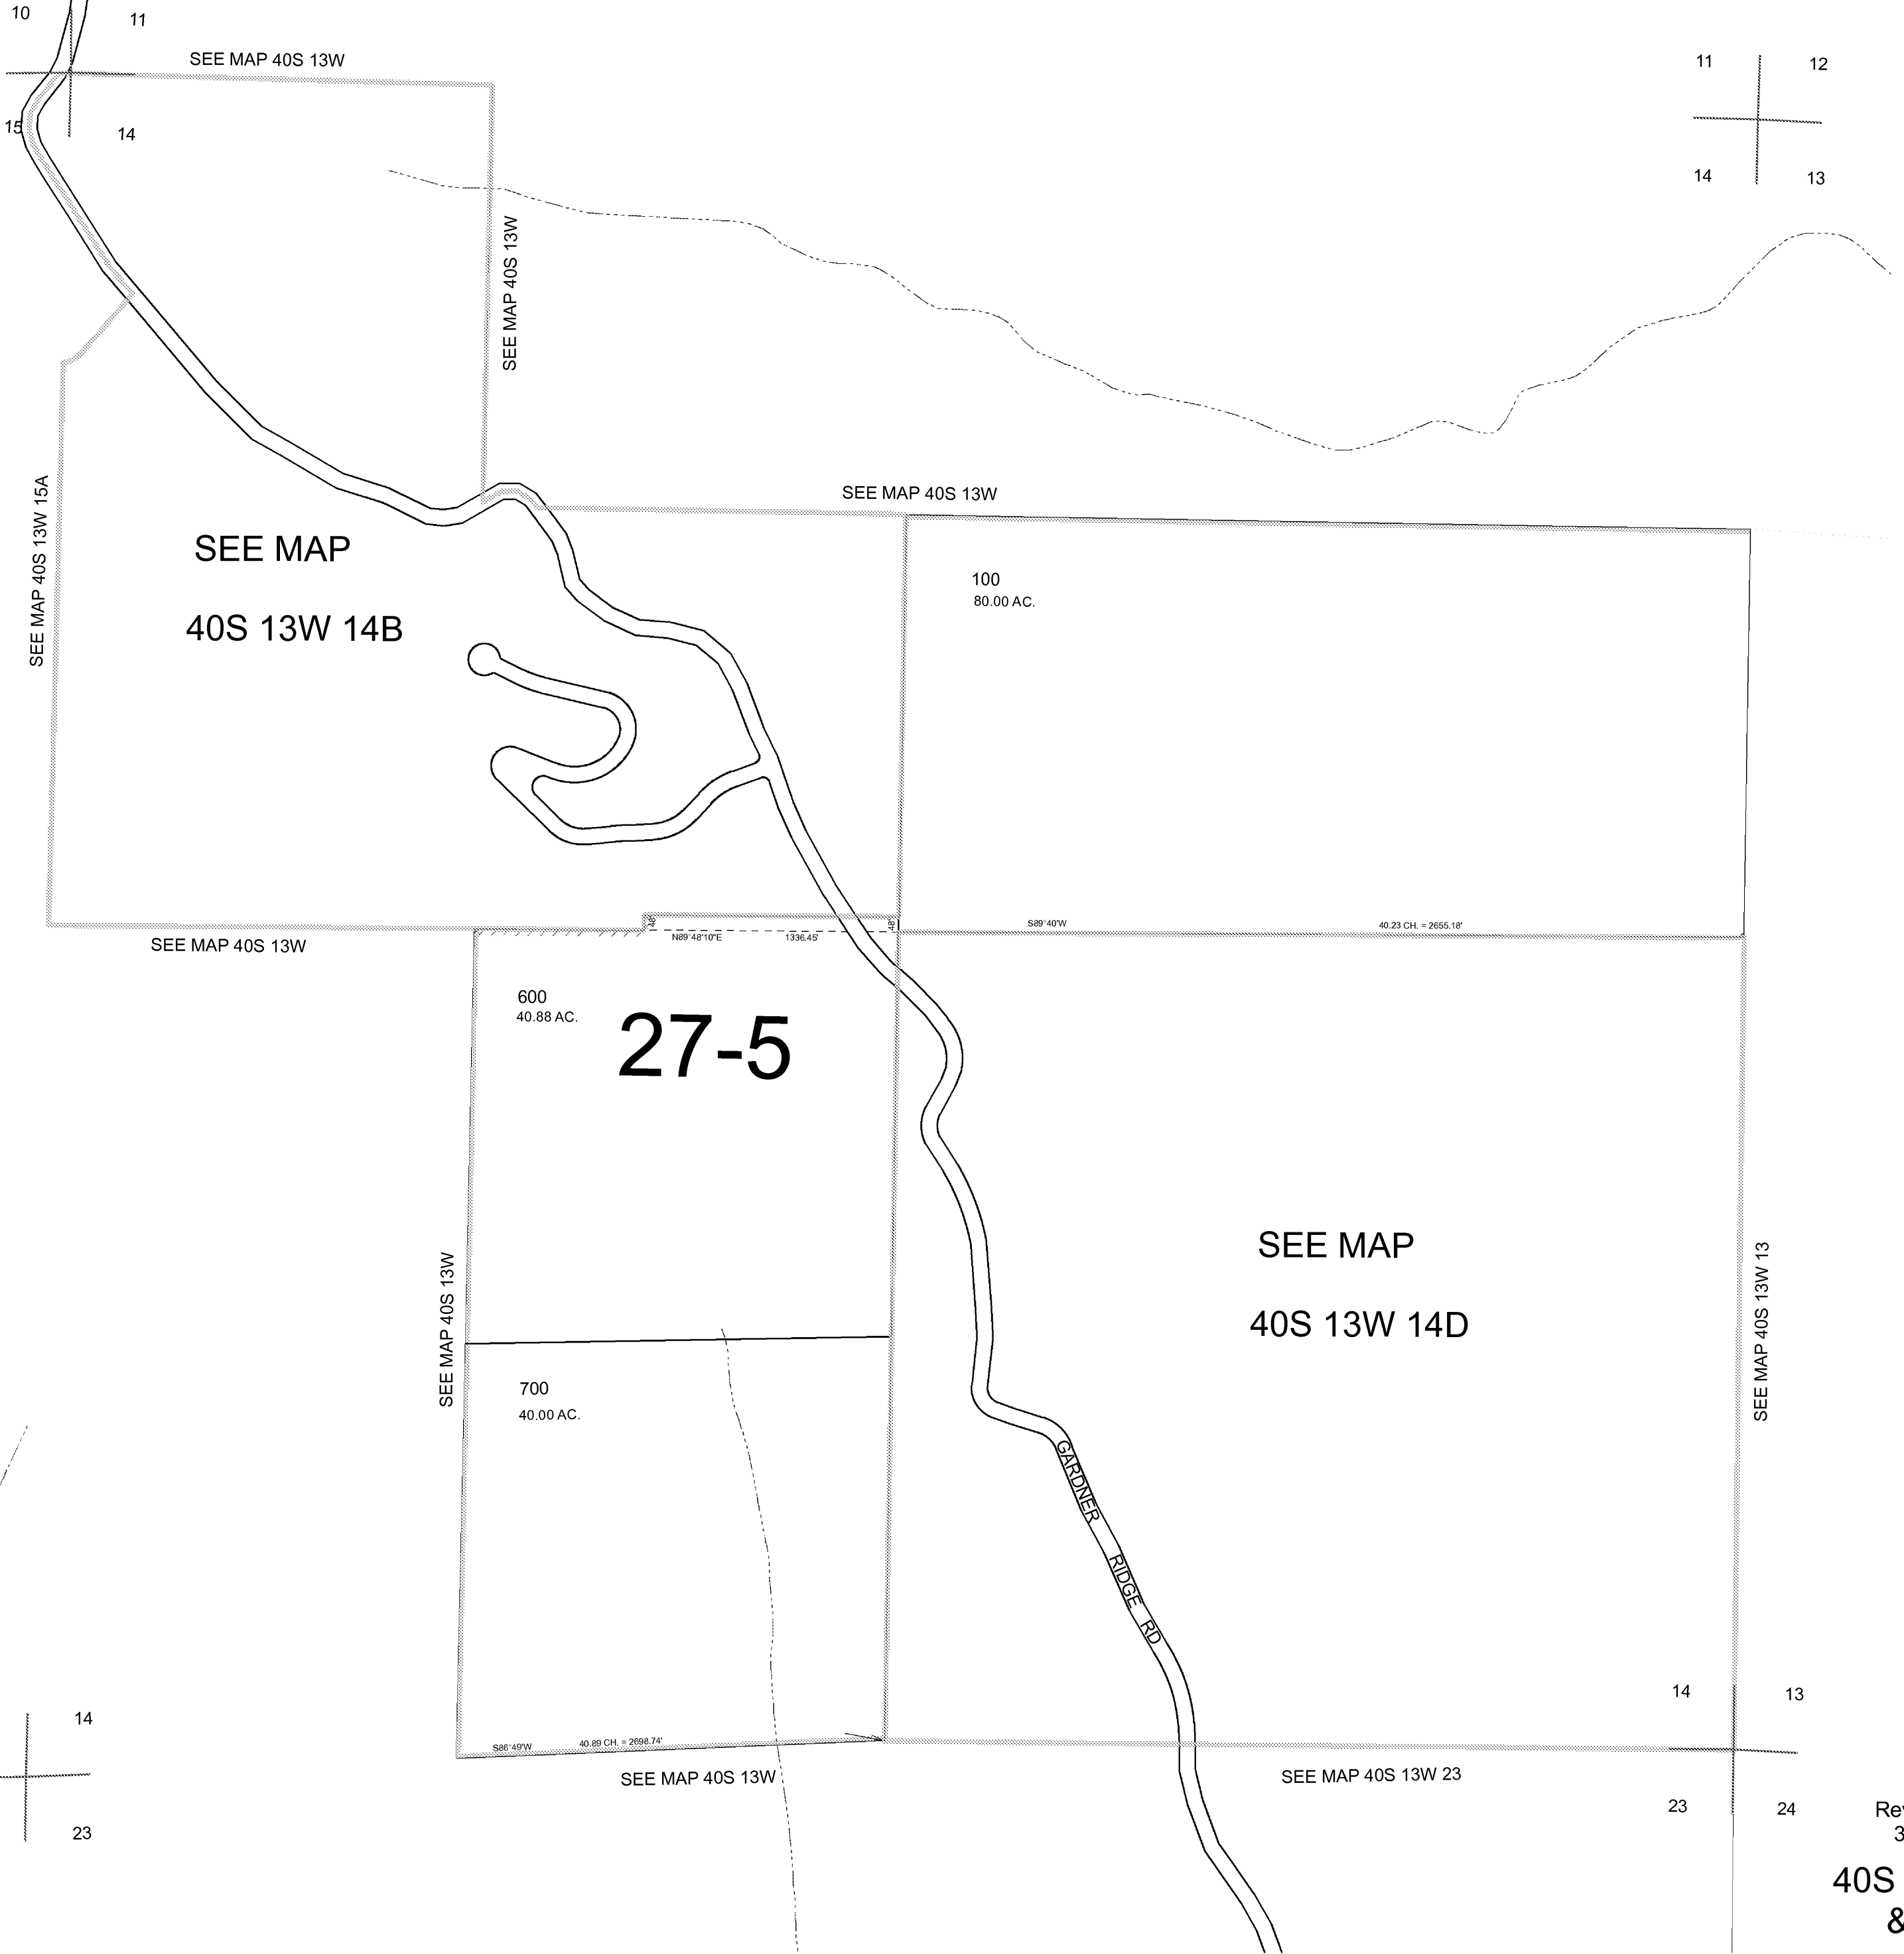 10
11
SEE MAP 40S 13W
11
12
15
14
14
13
SEE MAP 40S 13W
SEE MAP 40S 13W 15A
SEE MAP 40S 13W
SEE MAP
40S 13W 14B
100
80.00 AC.
48'
48'
S89°40'W
40.23 CH. = 2655.18'
N89°48'10"E
1336.45'
SEE MAP 40S 13W
600
40.88 AC.
27-5
SEE MAP
40S 13W 14D
SEE MAP 40S 13W
SEE MAP 40S 13W 13
700
40.00 AC.
GARDNER RIDGE RD
14
13
14
S86°49'W
40.89 CH. = 2698.74'
SEE MAP 40S 13W
SEE MAP 40S 13W 23
23
24
23
Rev
3
40S
&